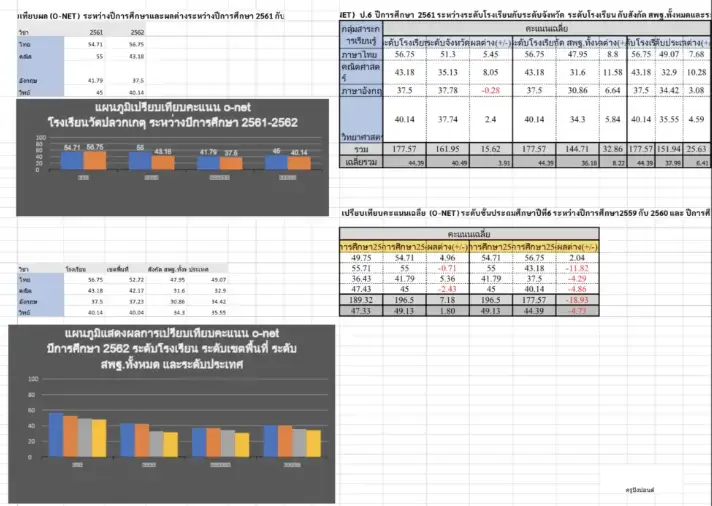 เทียบผล (O-NET) ระหว่างปีการศึกษาและผลต่างระหว่างปีการศึกษา 2561 กับ
วิชา 2561 2562
ไทย 54.71 56.75
คณิต 55 43.18
อังกฤษ 41.79 37.5
วิทย์ 45 40.14
แผนภูมิเปรียบเทียบคะแนน o-net
โรงเรียนวัดปลวกเกตุ ระหว่างปีการศึกษา 2561-2562
100
80
60
40
20
0
54.71 56.75 55 43.18 41.79 37.5 45 40.14
วิชา โรงเรียน เขตพื้นที่ สังกัด สพฐ.ทั้งห ประเทศ
ไทย 56.75 52.72 47.95 49.07
คณิต 43.18 42.17 31.6 32.9
อังกฤษ 37.5 37.23 30.86 34.42
วิทย์ 40.14 40.04 34.3 35.55
แผนภูมิแสดงผลการเปรียบเทียบคะแนน o-net
ปีการศึกษา 2562 ระดับโรงเรียน ระดับเขตพื้นที่ ระดับ
สพฐ.ทั้งหมด และระดับประเทศ
100
80
60
40
20
0
NET) ป.6 ปีการศึกษา 2561 ระหว่างระดับโรงเรียนกับระดับจังหวัด ระดับโรงเรียน กับสังกัด สพฐ.ทั้งหมดและระ
กลุ่มสาระกา
รเรียนรู้
คะแนนเฉลี่ย
ะดับโรงเรียน ระดับจังหวัด ผลต่าง(+/-) ะดับโรงเรียน กัด สพฐ.ทั้งห ต่าง(+/-)
ภาษาไทย 56.75 51.3 5.45 56.75 47.95 8.8 56.75 49.07 7.68
คณิตศาสต
ร์ 43.18 35.13 8.05 43.18 31.6 11.58 43.18 32.9 10.28
ภาษาอังกฤ 37.5 37.78 -0.28 37.5 30.86 6.64 37.5 34.42 3.08
วิทยาศาสตร 40.14 37.74 2.4 40.14 34.3 5.84 40.14 35.55 4.59
รวม 177.57 161.95 15.62 177.57 144.71 32.86 177.57 151.94 25.63
เฉลี่ยรวม 44.39 40.49 3.91 44.39 36.18 8.22 44.39 37.99 6.41
เปรียบเทียบคะแนนเฉลี่ย (O-NET) ระดับชั้นประถมศึกษาปีที่6 ระหว่างปีการศึกษา2559 กับ 2560 และ ปีการศึ
คะแนนเฉลี่ย
การศึกษา25 การศึกษา25 ผลต่าง(+/-) การศึกษา25 การศึกษา25 ผลต่าง(+/-)
49.75 54.71 4.96 54.71 56.75 2.04
55.71 55 -0.71 55 43.18 -11.82
36.43 41.79 5.36 41.79 37.5 -4.29
47.43 45 -2.43 45 40.14 -4.86
189.32 196.5 7.18 196.5 177.57 -18.93
47.33 49.13 1.80 49.13 44.39 -4.73